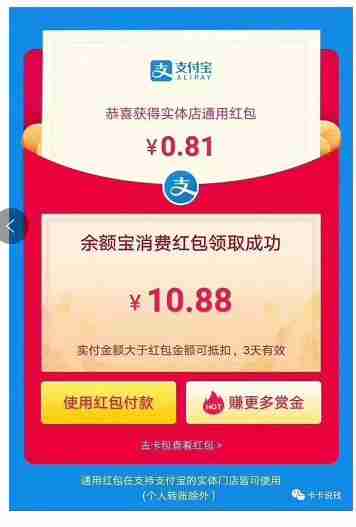 支付宝
ALIPAY
恭喜获得实体店通用红包
¥0.81
余额宝消费红包领取成功
¥10.88
实付金额大于红包金额可抵扣，3天有效
使用红包付款
HOT 赚更多赏金
去卡包查看红包 >
通用红包在支持支付宝的实体门店皆可使用
(个人转账除外)
卡卡说钱